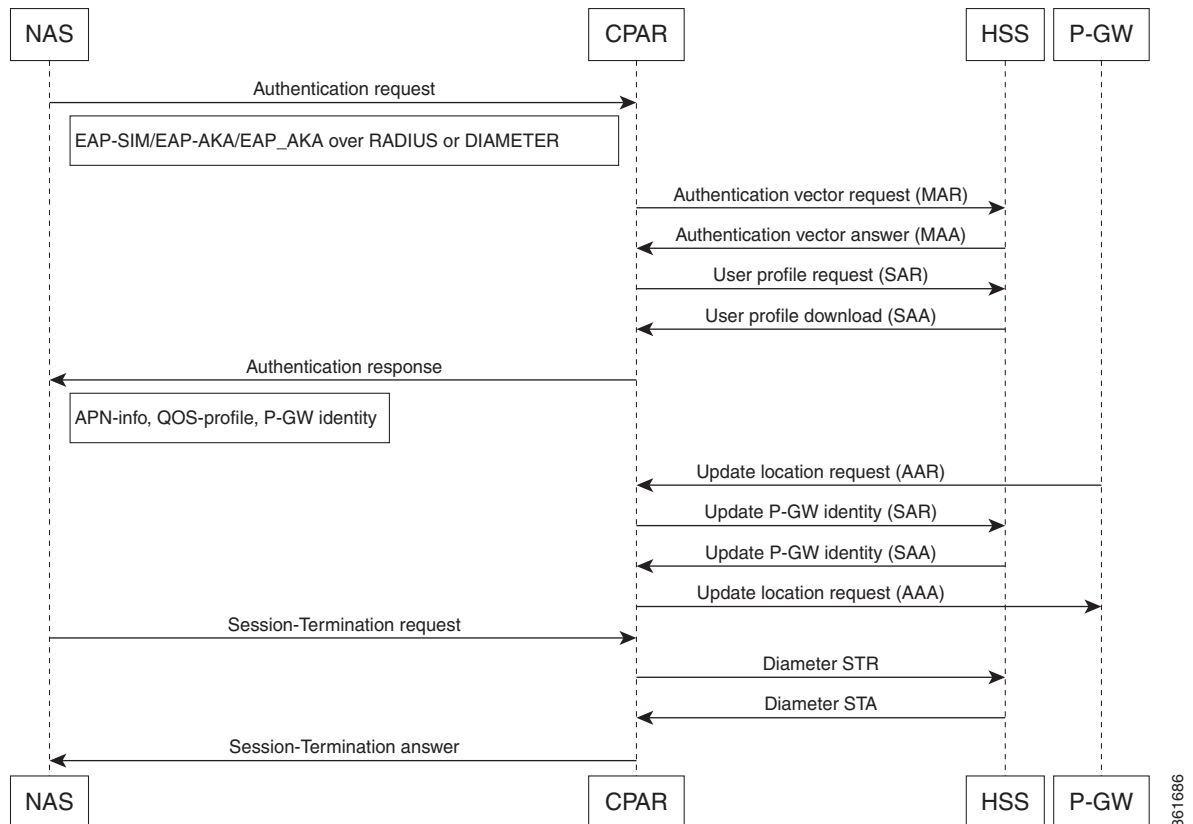 NAS
CPAR
HSS
P-GW
Authentication request
EAP-SIM/EAP-AKA/EAP_AKA over RADIUS or DIAMETER
Authentication vector request (MAR)
Authentication vector answer (MAA)
User profile request (SAR)
User profile download (SAA)
Authentication response
APN-info, QOS-profile, P-GW identity
Update location request (AAR)
Update P-GW identity (SAR)
Update P-GW identity (SAA)
Update location request (AAA)
Session-Termination request
Diameter STR
Diameter STA
Session-Termination answer
NAS
CPAR
HSS
P-GW
361686